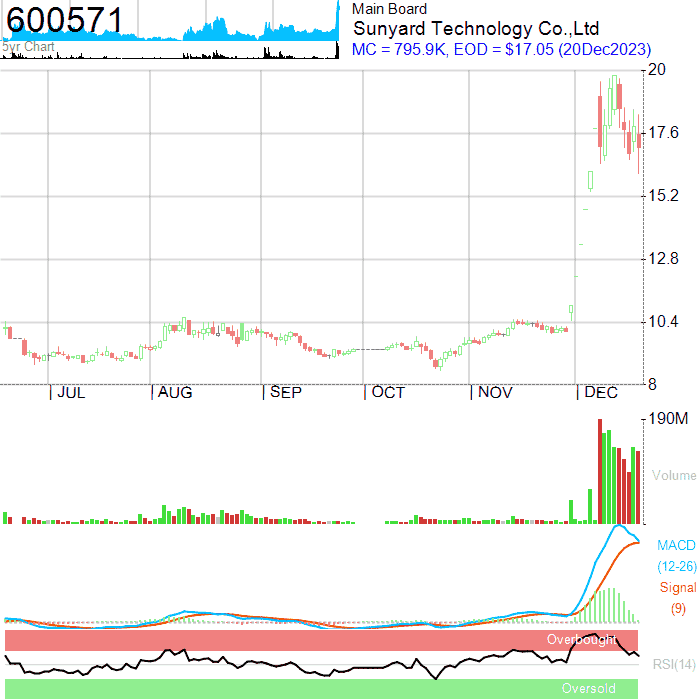 600571
5yr Chart
Main Board
Sunyard Technology Co.,Ltd
MC = 795.9K, EOD = $17.05 (20Dec2023)
20
17.6
15.2
12.8
10.4
8
JUL AUG SEP OCT NOV DEC
190M
Volume
MACD
(12-26)
Signal
(9)
Overbought
RSI(14)
Oversold